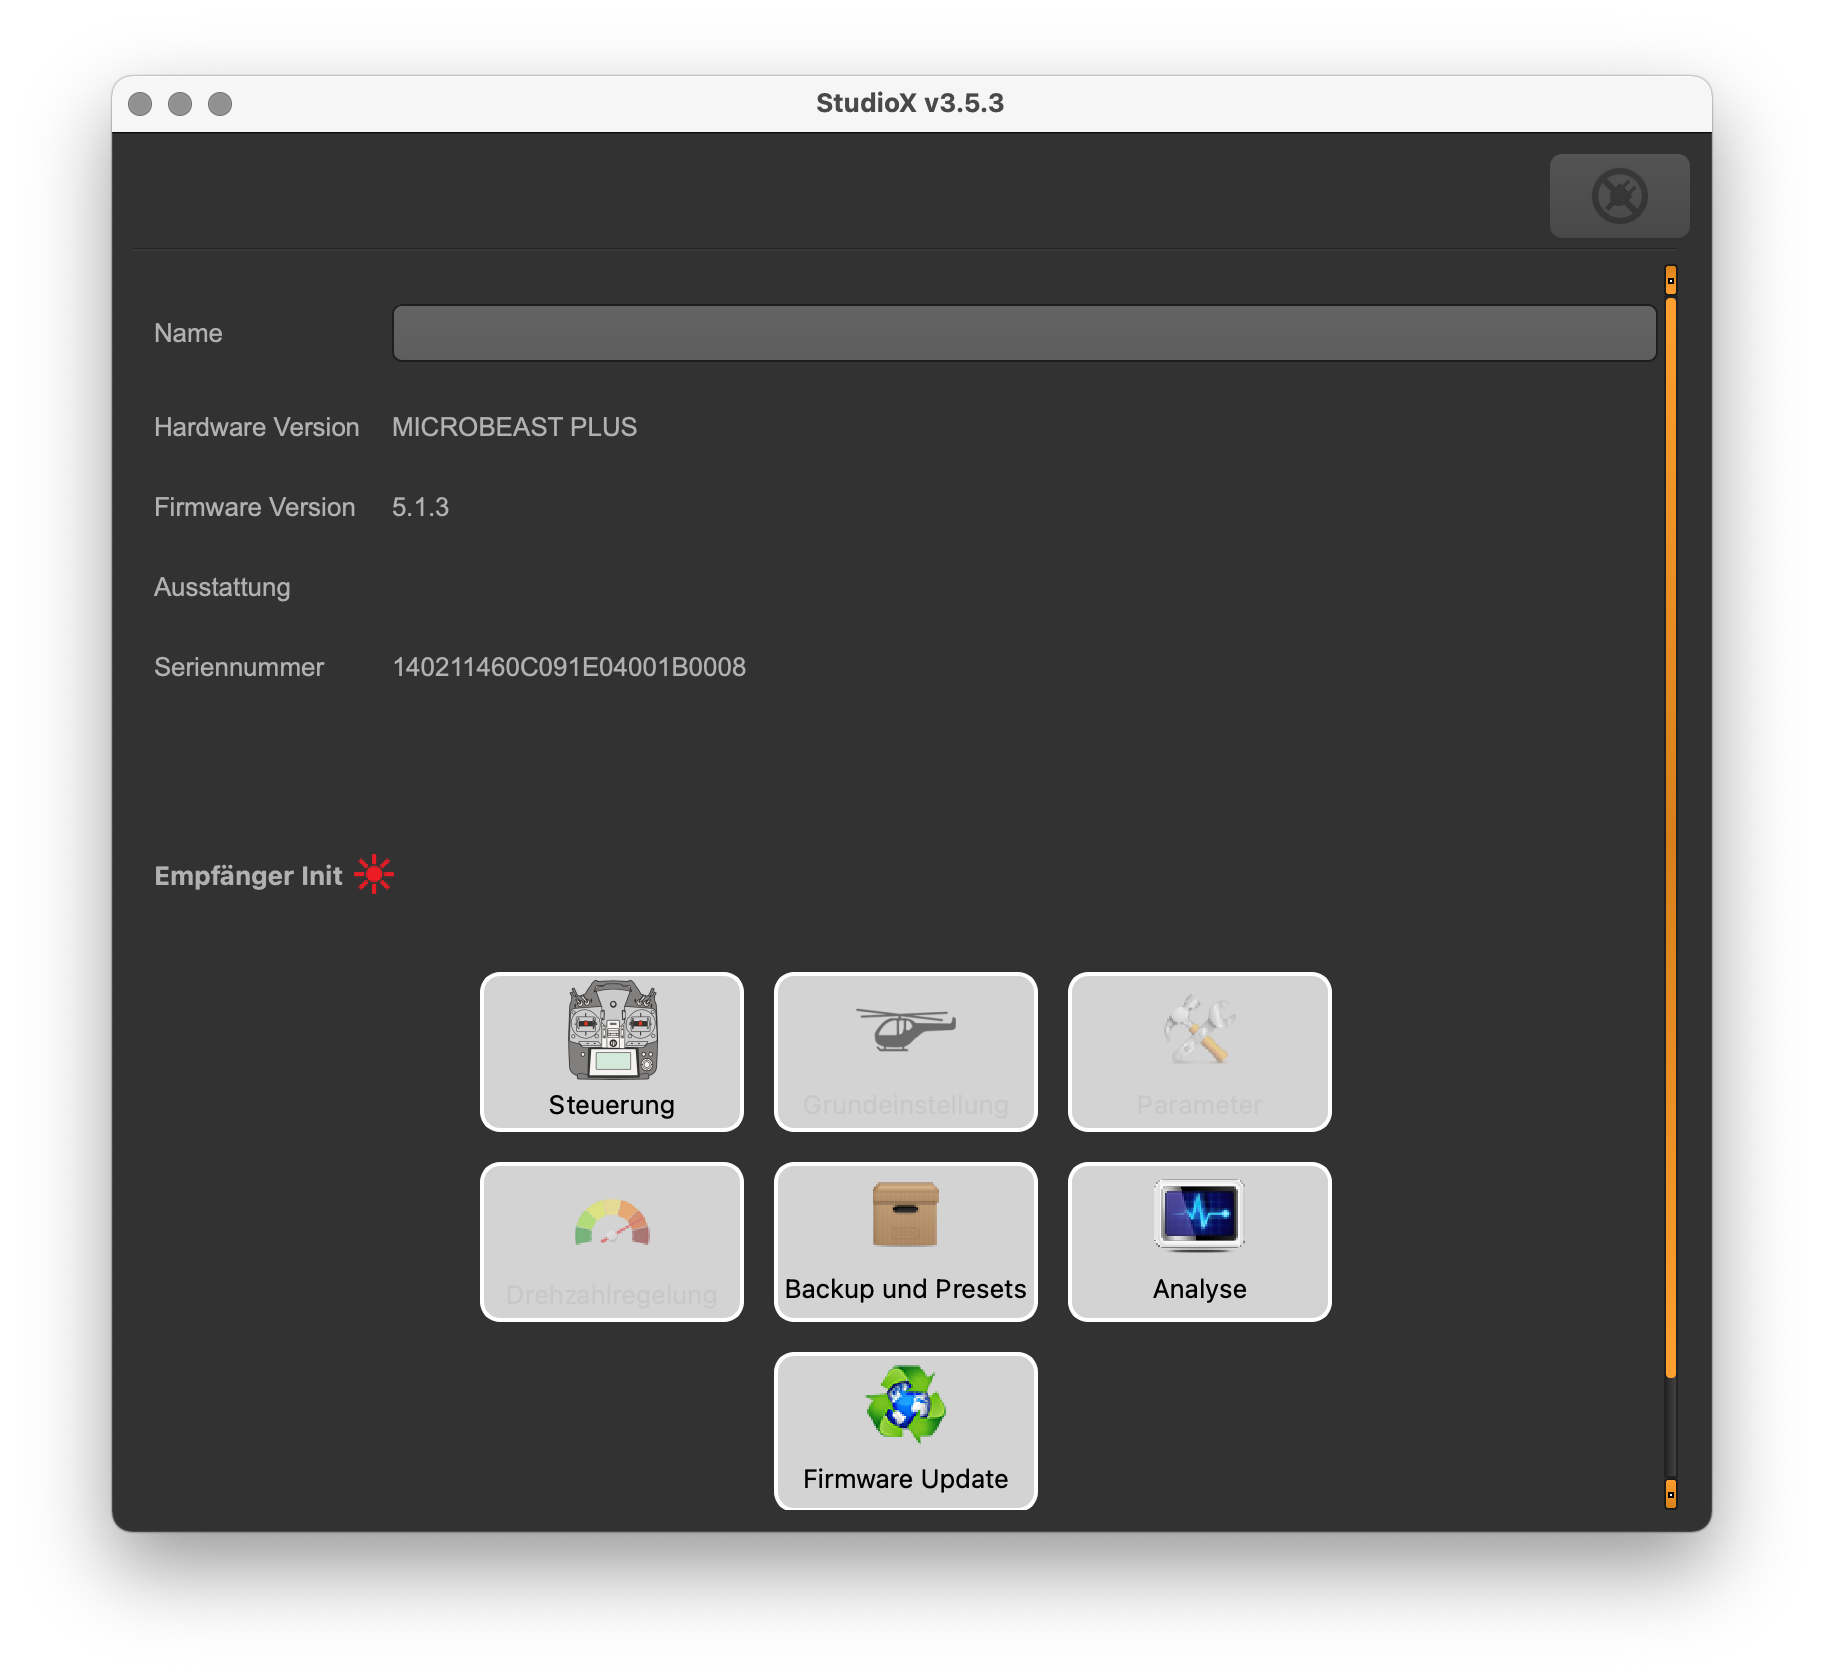 StudioX v3.5.3
Name
Hardware Version MICROBEAST PLUS
Firmware Version 5.1.3
Ausstattung
Seriennummer 140211460C091E04001B0008
Empfänger Init
Steuerung Grundeinstellung Parameter
Drehzahlregelung Backup und Presets Analyse
Firmware Update